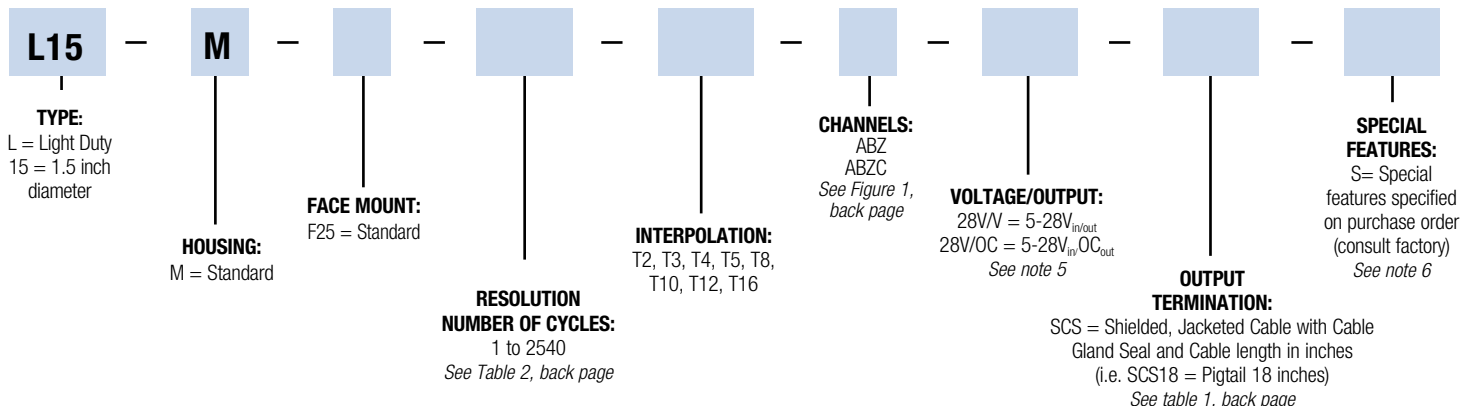 L15 – M – – – – – – –
TYPE:
L = Light Duty
15 = 1.5 inch
diameter
HOUSING:
M = Standard
FACE MOUNT:
F25 = Standard
RESOLUTION
NUMBER OF CYCLES:
1 to 2540
See Table 2, back page
INTERPOLATION:
T2, T3, T4, T5, T8,
T10, T12, T16
CHANNELS:
ABZ
ABZC
See Figure 1,
back page
VOLTAGE/OUTPUT:
28V/V = 5-28Vin/out
28V/OC = 5-28Vin/OCout
See note 5
OUTPUT
TERMINATION:
SCS = Shielded, Jacketed Cable with Cable
Gland Seal and Cable length in inches
(i.e. SCS18 = Pigtail 18 inches)
See table 1, back page
SPECIAL
FEATURES:
S= Special
features specified
on purchase order
(consult factory)
See note 6